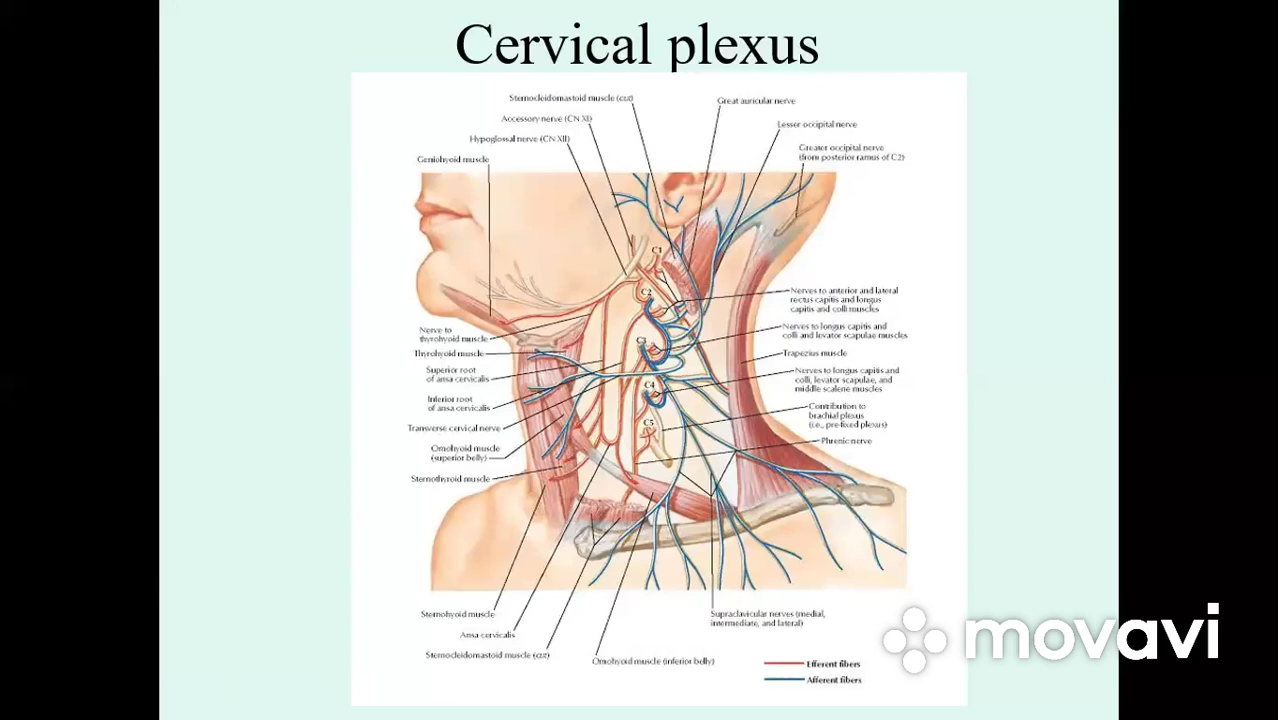 Cervical plexus
Sternocleidomastoid muscle (cut)
Great auricular nerve
Accessory nerve (CN XI)
Lesser occipital nerve
Hypoglossal nerve (CN XII)
Greater occipital nerve
(from posterior ramus of C2)
Geniohyoid muscle
C1
C2
C3
C4
C5
Nerves to anterior and lateral
rectus capitis and longus
capitis and colli muscles
Nerve to
thyrohyoid muscle
Nerves to longus capitis and
colli and levator scapulae muscles
Thyrohyoid muscle
Trapezius muscle
Superior root
of ansa cervicalis
Nerves to longus capitis and
colli, levator scapulae, and
middle scalene muscles
Inferior root
of ansa cervicalis
Contribution to
brachial plexus
(i.e., pre-fixed plexus)
Transverse cervical nerve
Phrenic nerve
Omohyoid muscle
(superior belly)
Sternothyroid muscle
Sternohyoid muscle
Supraclavicular nerves (medial,
intermediate, and lateral)
Ansa cervicalis
Sternocleidomastoid muscle (cut)
Omohyoid muscle (inferior belly)
Efferent fibers
Afferent fibers
movavi